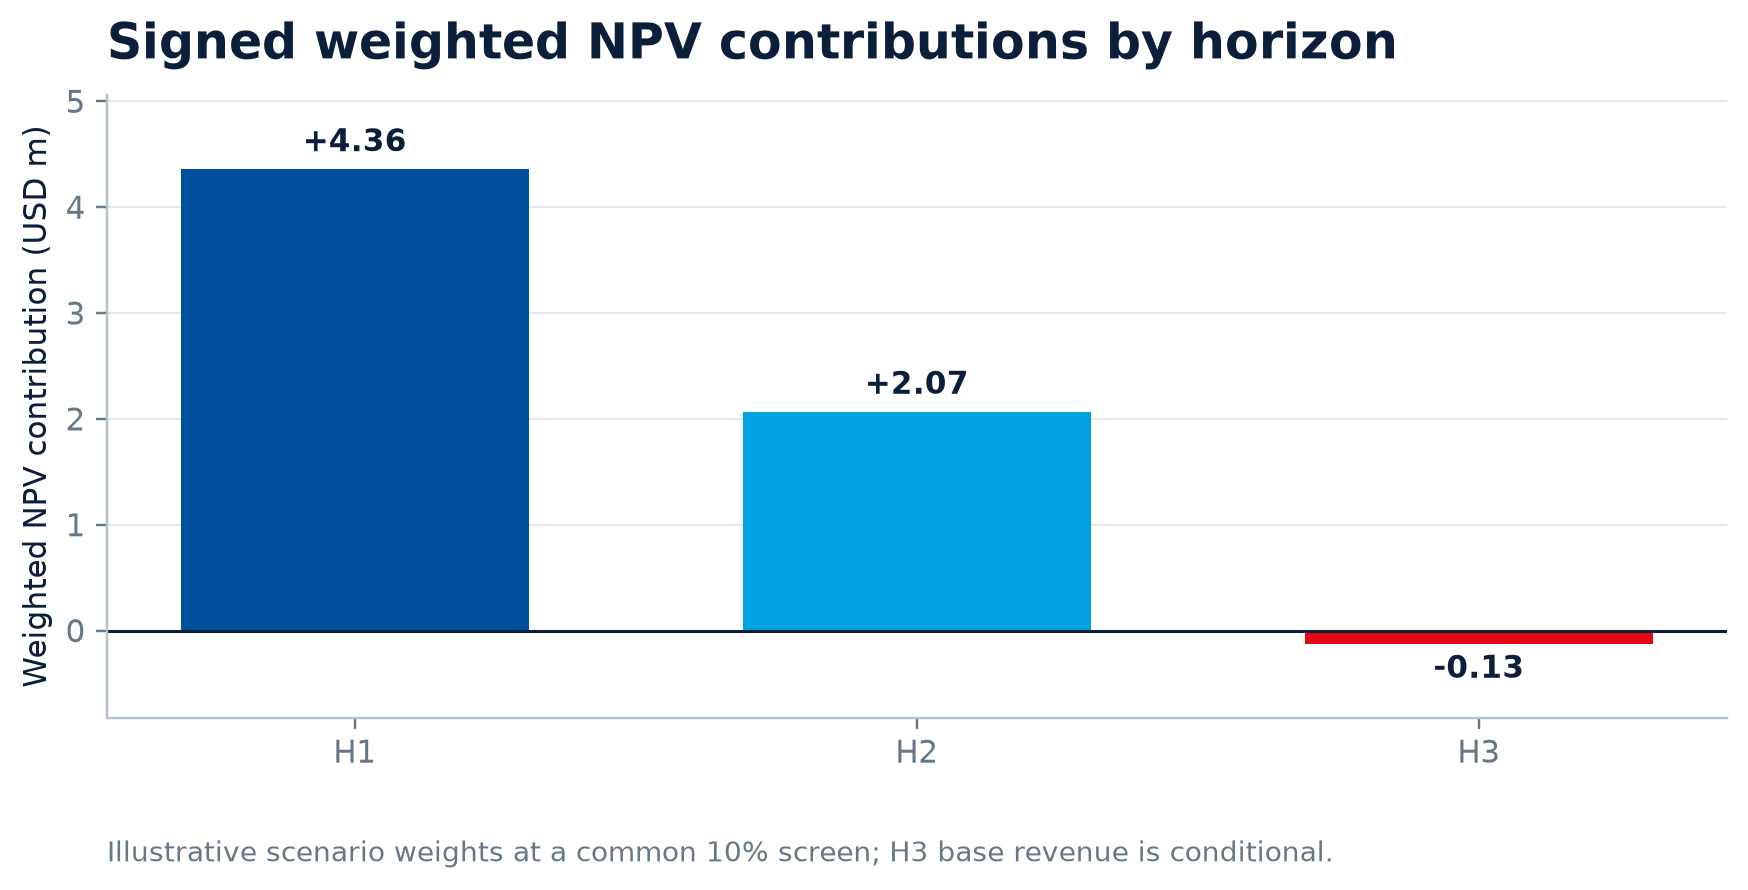 Signed weighted NPV contributions by horizon
Weighted NPV contribution (USD m)
5
4
3
2
1
0
+4.36
+2.07
-0.13
H1
H2
H3
Illustrative scenario weights at a common 10% screen; H3 base revenue is conditional.